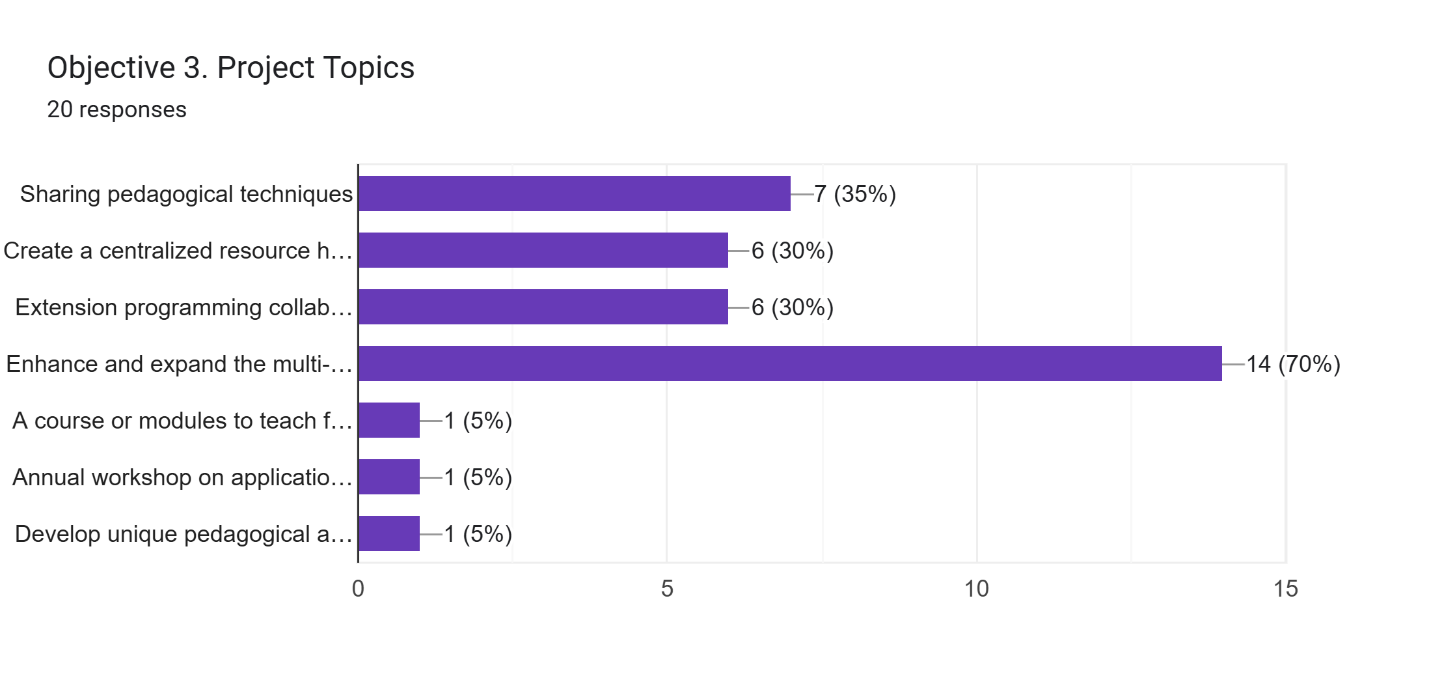 Objective 3. Project Topics
20 responses
Sharing pedagogical techniques 7 (35%)
Create a centralized resource h… 6 (30%)
Extension programming collab… 6 (30%)
Enhance and expand the multi-… 14 (70%)
A course or modules to teach f… 1 (5%)
Annual workshop on applicatio… 1 (5%)
Develop unique pedagogical a… 1 (5%)
0 5 10 15